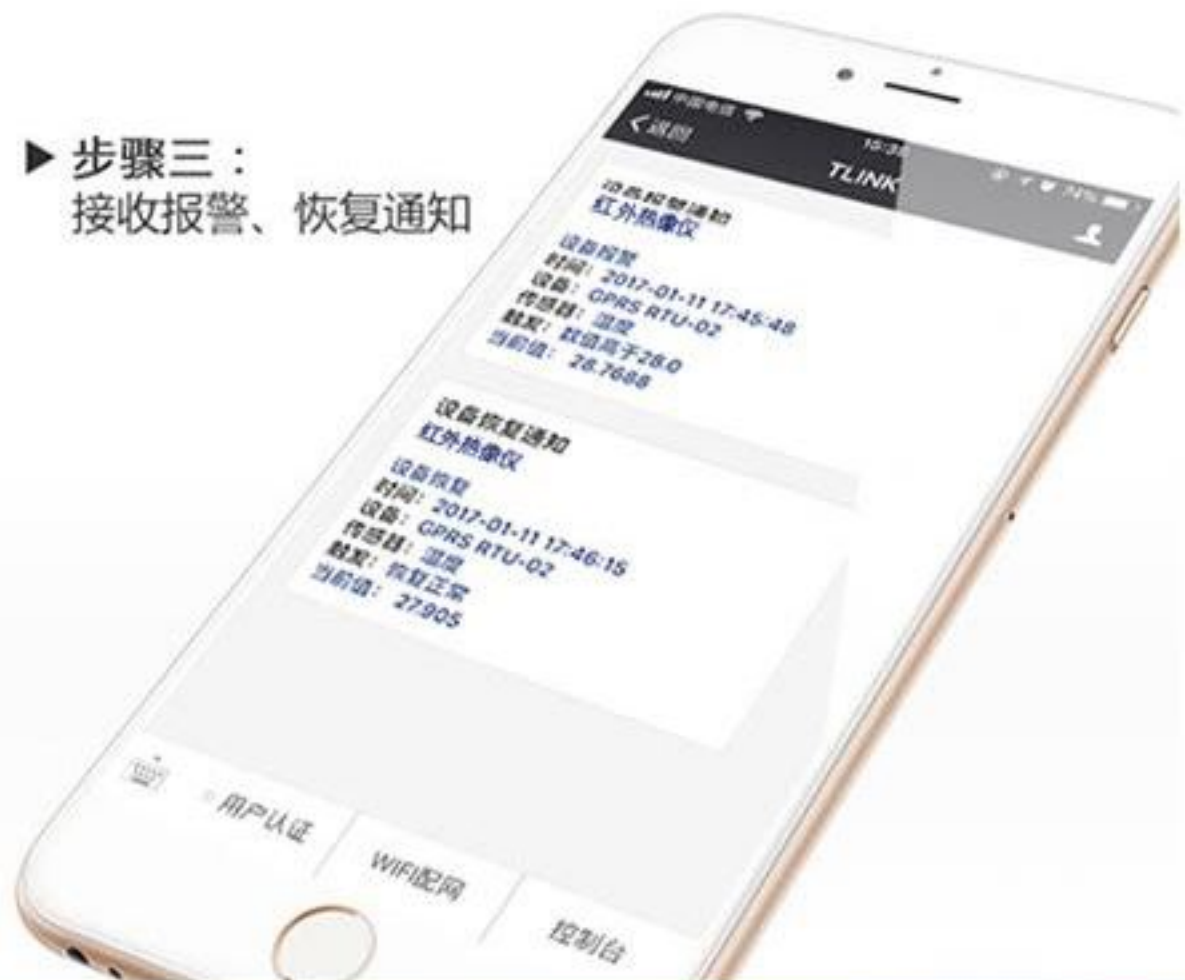 步骤三：
接收报警、恢复通知
中国电信
返回
TLINK
74%
设备报警通知
红外热像仪
设备报警
时间：2017-01-11 17:45:48
设备：GPRS RTU-02
传感器：温度
触发：数值高于28.0
当前值：28.7688
设备恢复通知
红外热像仪
设备恢复
时间：2017-01-11 17:46:15
设备：GPRS RTU-02
传感器：温度
触发：恢复正常
当前值：27.905
用户认证
WIFI配网
控制台